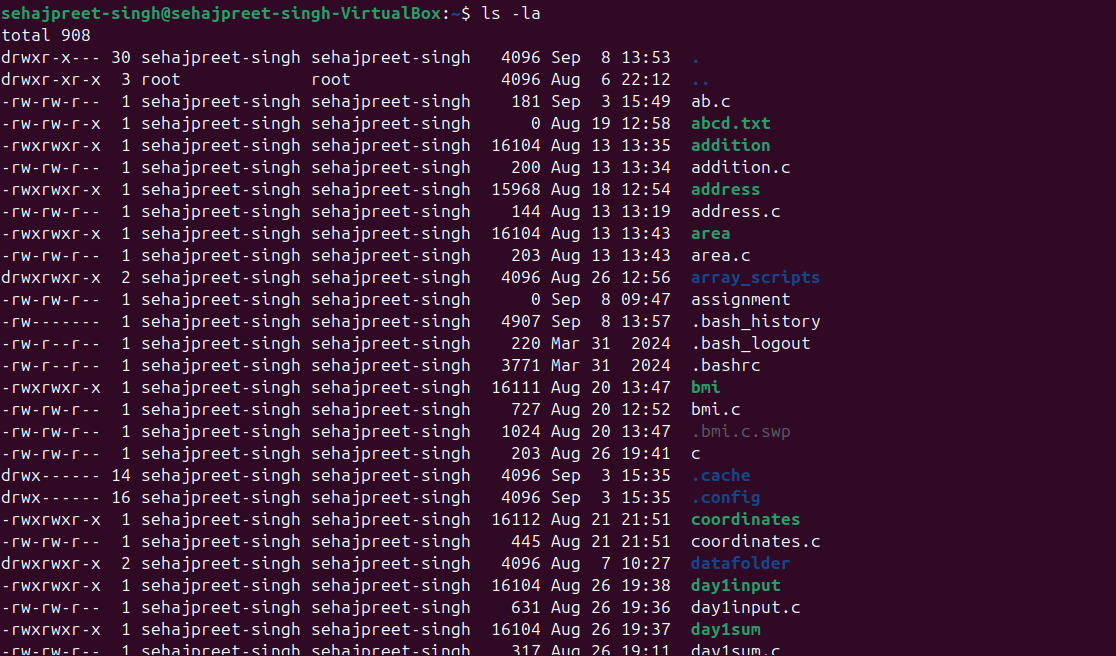 sehajpreet-singh@sehajpreet-singh-VirtualBox:~$ ls -la
total 908
drwxr-x--- 30 sehajpreet-singh sehajpreet-singh  4096 Sep  8 13:53 .
drwxr-xr-x  3 root             root              4096 Aug  6 22:12 ..
-rw-rw-r--  1 sehajpreet-singh sehajpreet-singh   181 Sep  3 15:49 ab.c
-rw-rw-r-x  1 sehajpreet-singh sehajpreet-singh     0 Aug 19 12:58 abcd.txt
-rwxrwxr-x  1 sehajpreet-singh sehajpreet-singh 16104 Aug 13 13:35 addition
-rw-rw-r--  1 sehajpreet-singh sehajpreet-singh   200 Aug 13 13:34 addition.c
-rwxrwxr-x  1 sehajpreet-singh sehajpreet-singh 15968 Aug 18 12:54 address
-rw-rw-r--  1 sehajpreet-singh sehajpreet-singh   144 Aug 13 13:19 address.c
-rwxrwxr-x  1 sehajpreet-singh sehajpreet-singh 16104 Aug 13 13:43 area
-rw-rw-r--  1 sehajpreet-singh sehajpreet-singh   203 Aug 13 13:43 area.c
drwxrwxr-x  2 sehajpreet-singh sehajpreet-singh  4096 Aug 26 12:56 array_scripts
-rw-rw-r--  1 sehajpreet-singh sehajpreet-singh     0 Sep  8 09:47 assignment
-rw-------  1 sehajpreet-singh sehajpreet-singh  4907 Sep  8 13:57 .bash_history
-rw-r--r--  1 sehajpreet-singh sehajpreet-singh   220 Mar 31  2024 .bash_logout
-rw-r--r--  1 sehajpreet-singh sehajpreet-singh  3771 Mar 31  2024 .bashrc
-rwxrwxr-x  1 sehajpreet-singh sehajpreet-singh 16111 Aug 20 13:47 bmi
-rw-rw-r--  1 sehajpreet-singh sehajpreet-singh   727 Aug 20 12:52 bmi.c
-rw-rw-r--  1 sehajpreet-singh sehajpreet-singh  1024 Aug 20 13:47 .bmi.c.swp
-rw-rw-r--  1 sehajpreet-singh sehajpreet-singh   203 Aug 26 19:41 c
drwx------ 14 sehajpreet-singh sehajpreet-singh  4096 Sep  3 15:35 .cache
drwx------ 16 sehajpreet-singh sehajpreet-singh  4096 Sep  3 15:35 .config
-rwxrwxr-x  1 sehajpreet-singh sehajpreet-singh 16112 Aug 21 21:51 coordinates
-rw-rw-r--  1 sehajpreet-singh sehajpreet-singh   445 Aug 21 21:51 coordinates.c
drwxrwxr-x  2 sehajpreet-singh sehajpreet-singh  4096 Aug  7 10:27 datafolder
-rwxrwxr-x  1 sehajpreet-singh sehajpreet-singh 16104 Aug 26 19:38 day1input
-rw-rw-r--  1 sehajpreet-singh sehajpreet-singh   631 Aug 26 19:36 day1input.c
-rwxrwxr-x  1 sehajpreet-singh sehajpreet-singh 16104 Aug 26 19:37 day1sum
-rw-rw-r--  1 sehajpreet-singh sehajpreet-singh   317 Aug 26 19:11 day1sum.c